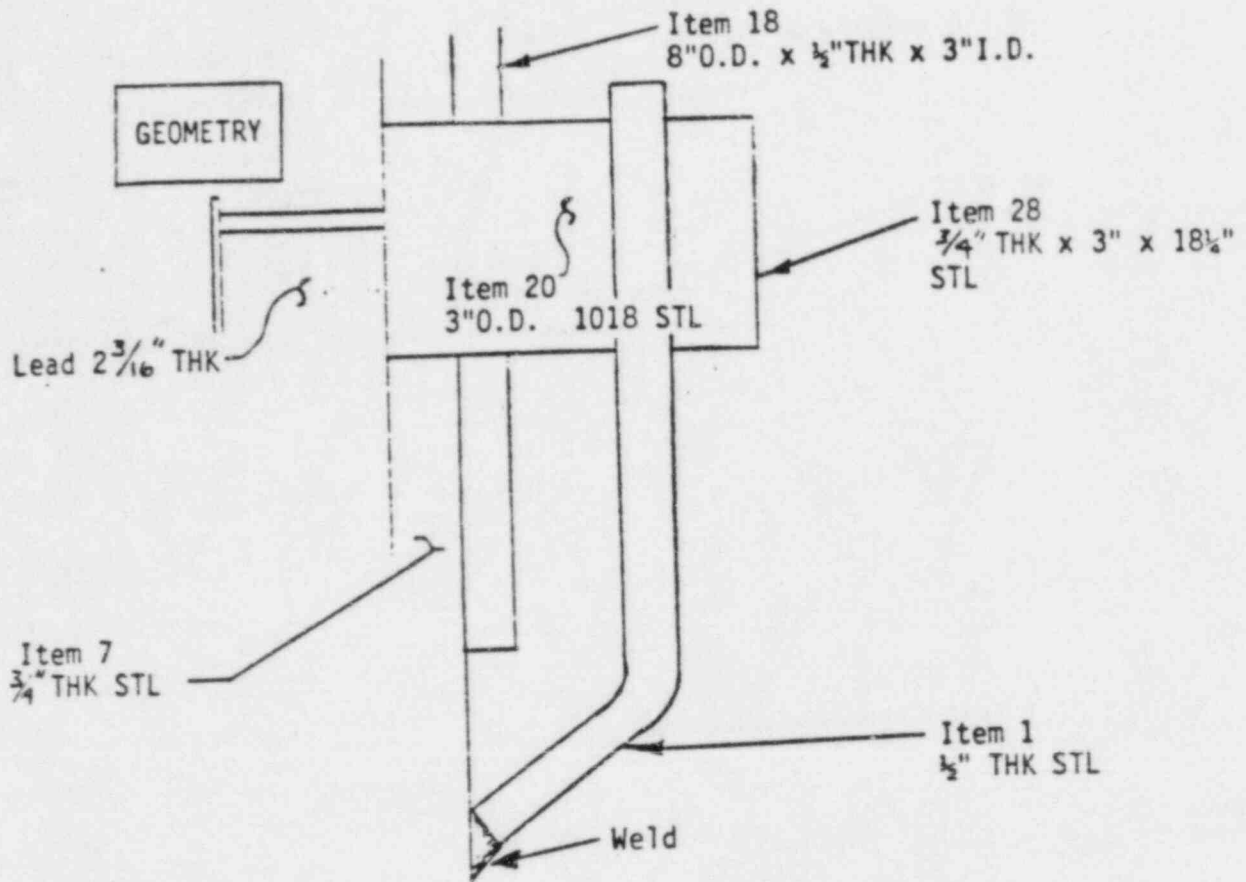 Item 18
8"O.D. x ½"THK x 3"I.D.
GEOMETRY
Item 28
¾" THK x 3" x 18¼"
STL
Item 20
3"O.D. 1018 STL
Lead 2 3/16" THK
Item 7
¾" THK STL
Item 1
½" THK STL
Weld